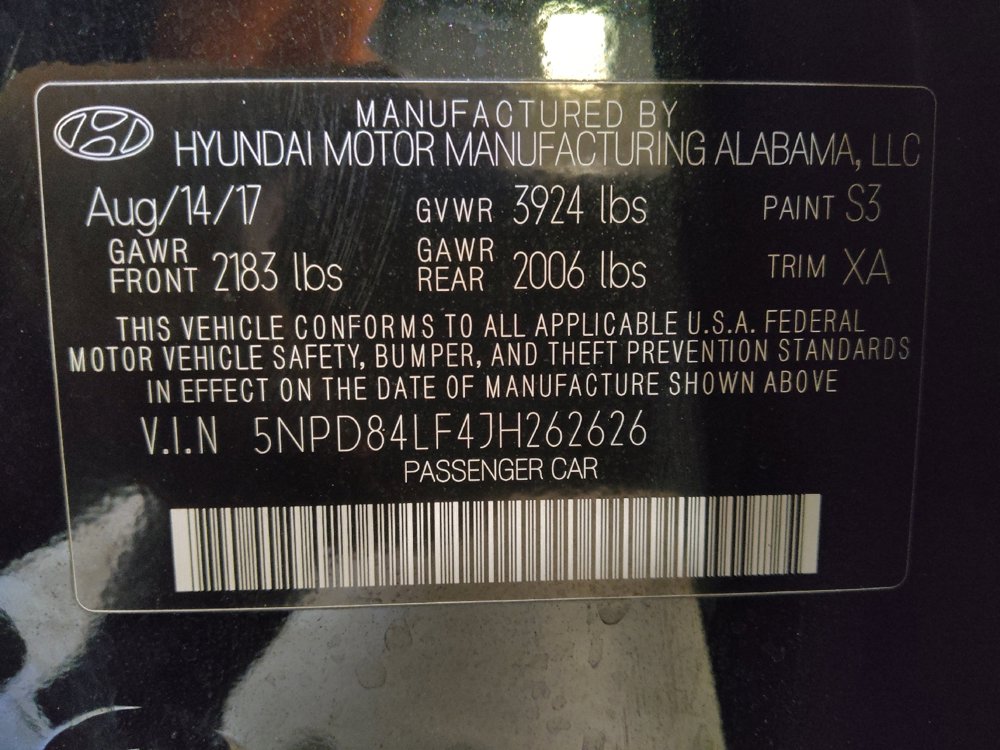 MANUFACTURED BY
HYUNDAI MOTOR MANUFACTURING ALABAMA, LLC
Aug/14/17 GVWR 3924 lbs PAINT S3
GAWR FRONT 2183 lbs GAWR REAR 2006 lbs TRIM XA
THIS VEHICLE CONFORMS TO ALL APPLICABLE U.S.A. FEDERAL
MOTOR VEHICLE SAFETY, BUMPER, AND THEFT PREVENTION STANDARDS
IN EFFECT ON THE DATE OF MANUFACTURE SHOWN ABOVE
V.I.N 5NPD84LF4JH262626
PASSENGER CAR